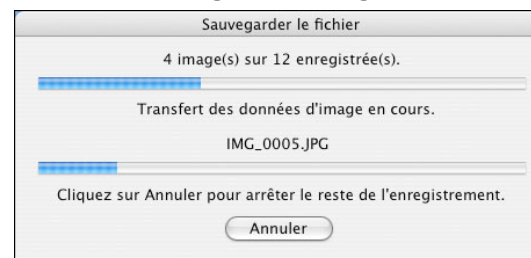 Sauvegarder le fichier
4 image(s) sur 12 enregistrée(s).
Transfert des données d'image en cours.
IMG_0005.JPG
Cliquez sur Annuler pour arrêter le reste de l'enregistrement.
Annuler